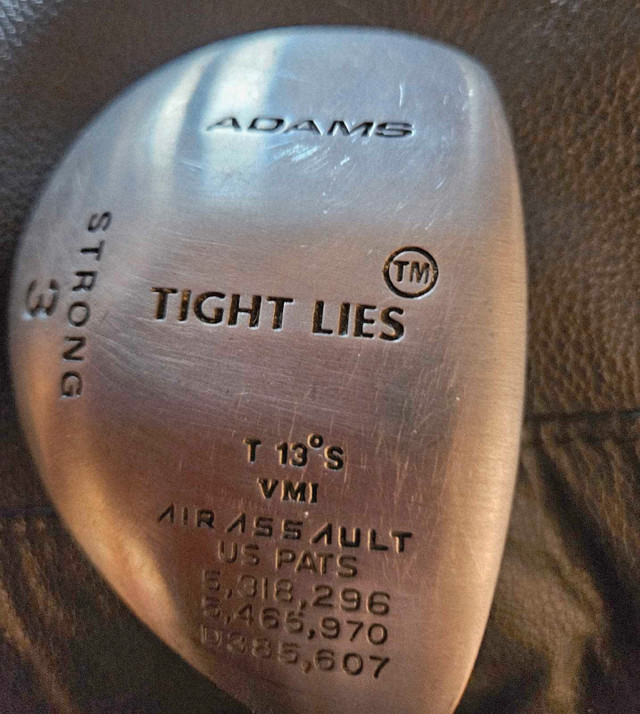 ADAMS
STRONG
3
TIGHT LIES TM
T 13°S
VMI
AIR ASSAULT
US PATS
5,318,296
5,465,970
D385,607